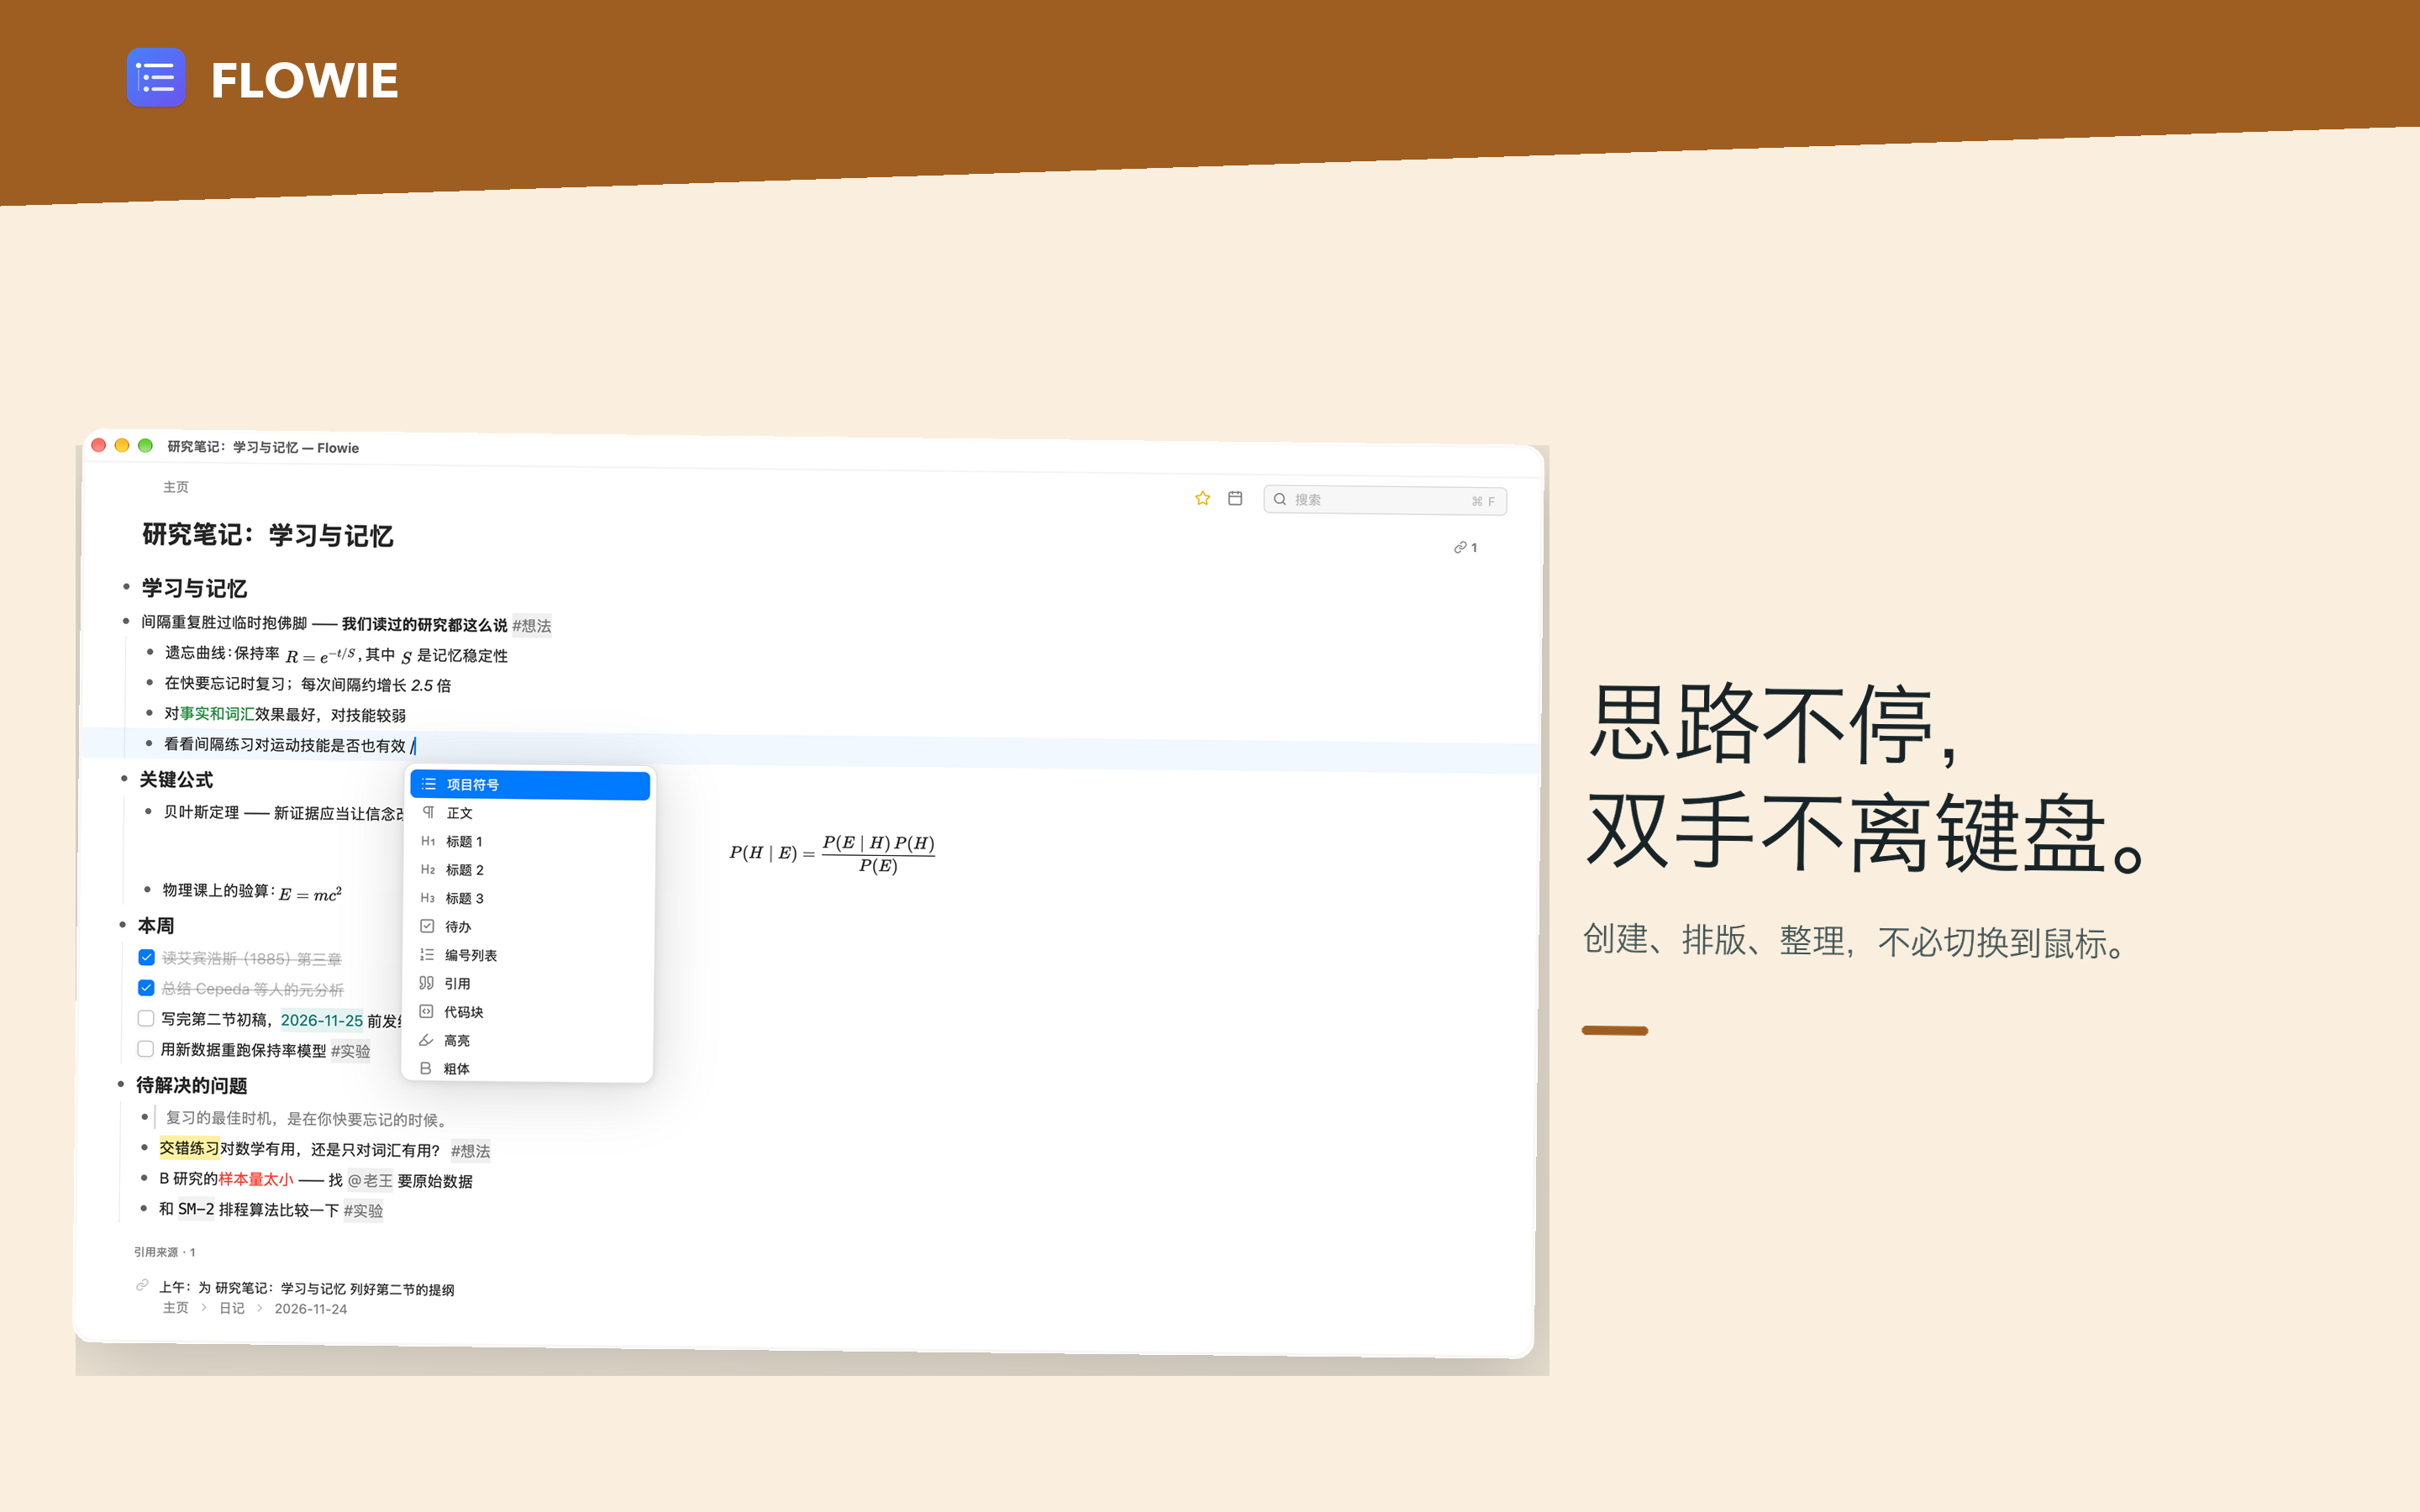 FLOWIE
研究笔记：学习与记忆 — Flowie
主页
搜索
⌘ F
研究笔记：学习与记忆
1
学习与记忆
间隔重复胜过临时抱佛脚 —— 我们读过的研究都这么说 #想法
遗忘曲线：保持率 R = e^{-t/S}，其中 S 是记忆稳定性
在快要忘记时复习；每次间隔约增长 2.5 倍
对事实和词汇效果最好，对技能较弱
看看间隔练习对运动技能是否也有效 /
关键公式
贝叶斯定理 —— 新证据应当让信念
P(H | E) = P(E | H) P(H) / P(E)
物理课上的验算：E = mc²
本周
读艾宾浩斯（1885）第三章
总结 Cepeda 等人的元分析
写完第二节初稿，2026-11-25 前发
用新数据重跑保持率模型 #实验
待解决的问题
复习的最佳时机，是在你快要忘记的时候。
交错练习对数学有用，还是只对词汇有用？ #想法
B 研究的样本量太小 —— 找 @老王 要原始数据
和 SM-2 排程算法比较一下 #实验
引用来源 · 1
上午：为 研究笔记：学习与记忆 列好第二节的提纲
主页 > 日记 > 2026-11-24
项目符号
正文
H1 标题 1
H2 标题 2
H3 标题 3
待办
编号列表
引用
代码块
高亮
B 粗体
思路不停，
双手不离键盘。
创建、排版、整理，不必切换到鼠标。